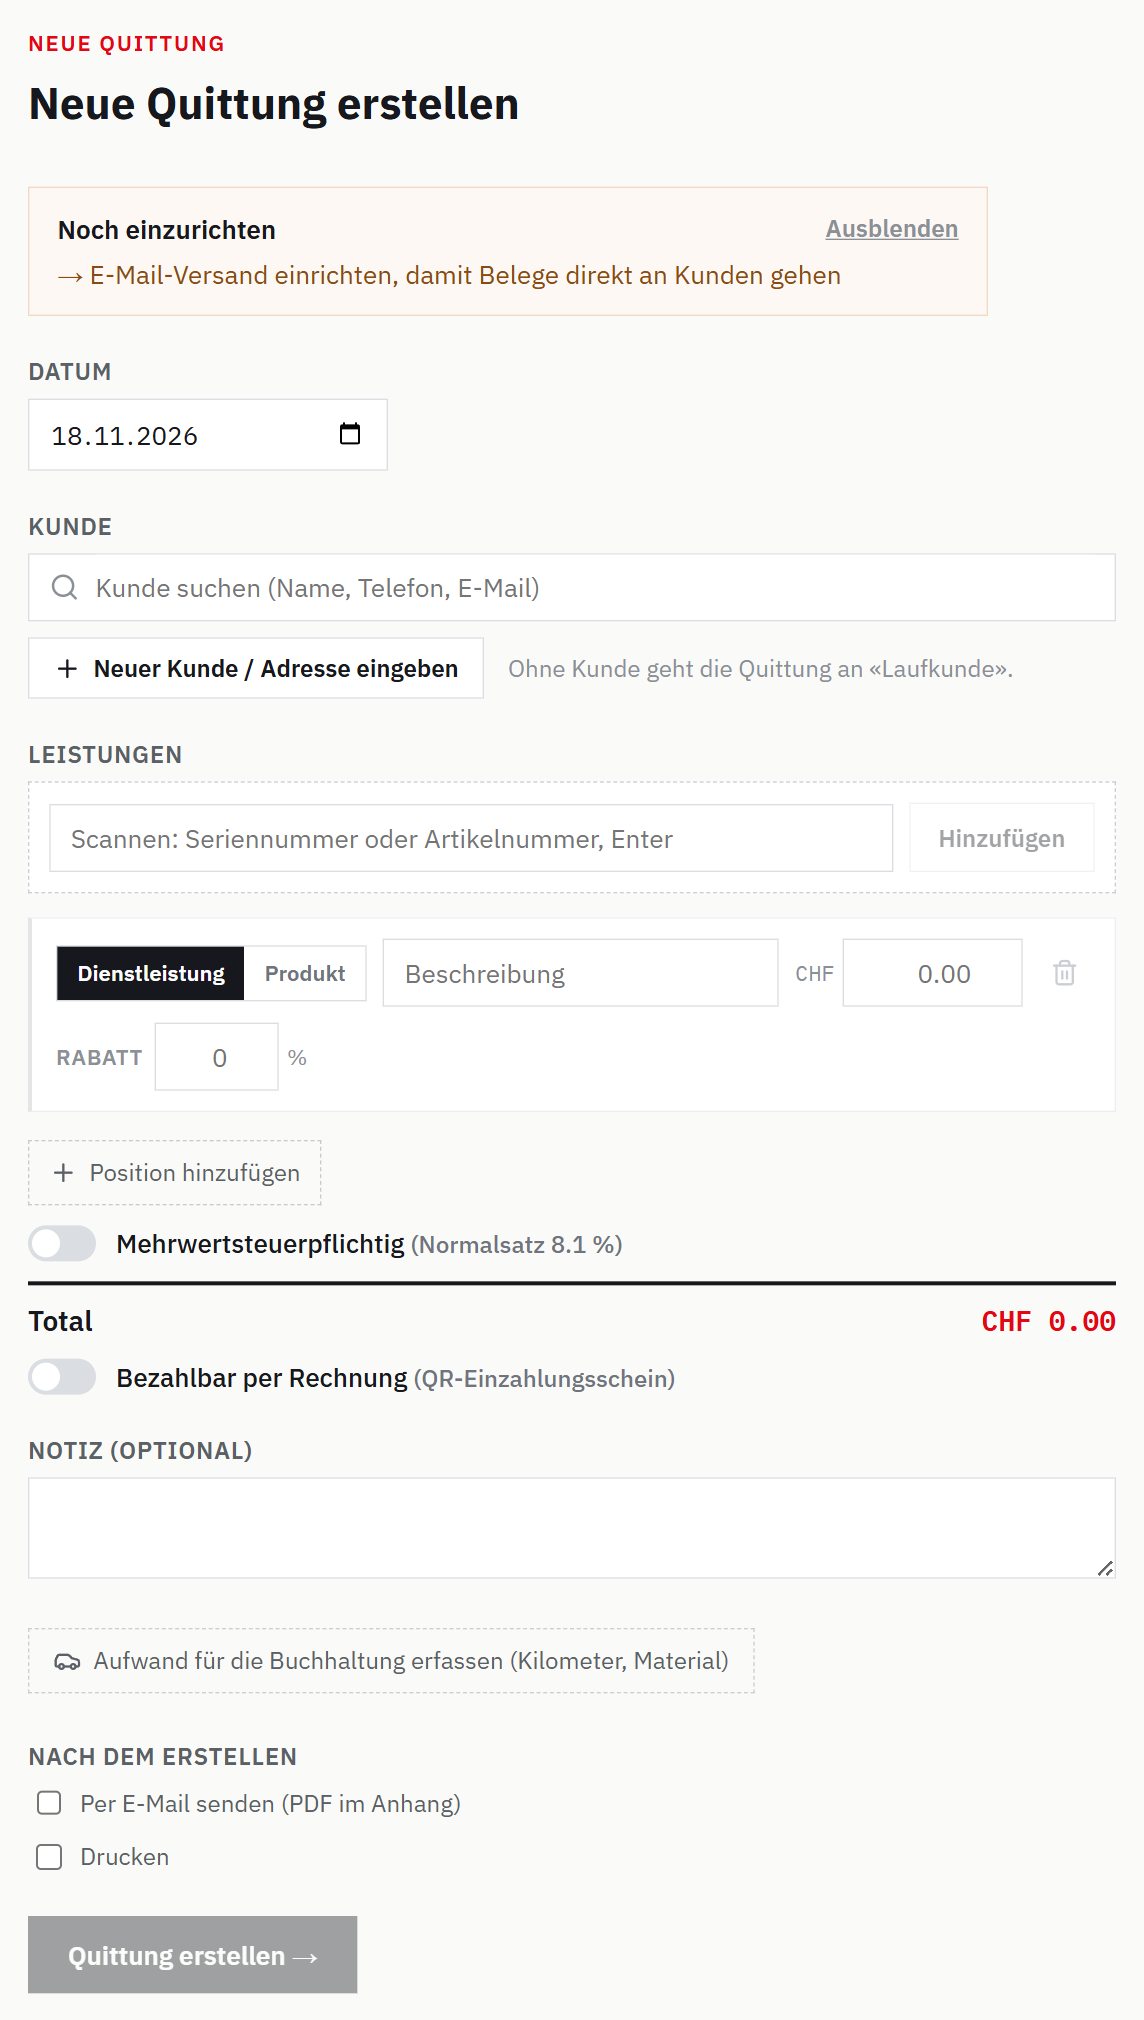 NEUE QUITTUNG
Neue Quittung erstellen
Noch einzurichten
Ausblenden
→ E-Mail-Versand einrichten, damit Belege direkt an Kunden gehen
DATUM
18.11.2026
KUNDE
Kunde suchen (Name, Telefon, E-Mail)
+ Neuer Kunde / Adresse eingeben
Ohne Kunde geht die Quittung an «Laufkunde».
LEISTUNGEN
Scannen: Seriennummer oder Artikelnummer, Enter
Hinzufügen
Dienstleistung Produkt Beschreibung CHF 0.00
RABATT 0 %
+ Position hinzufügen
Mehrwertsteuerpflichtig (Normalsatz 8.1 %)
Total CHF 0.00
Bezahlbar per Rechnung (QR-Einzahlungsschein)
NOTIZ (OPTIONAL)
Aufwand für die Buchhaltung erfassen (Kilometer, Material)
NACH DEM ERSTELLEN
Per E-Mail senden (PDF im Anhang)
Drucken
Quittung erstellen →